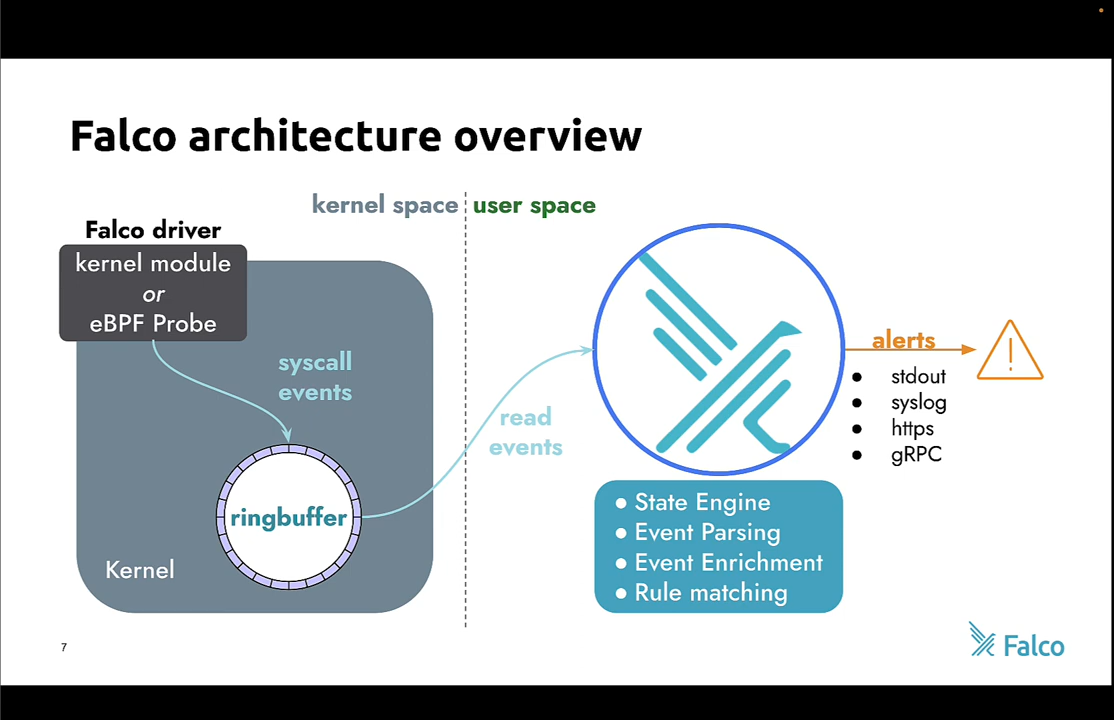 Falco architecture overview
kernel space
user space
Falco driver
kernel module
or
eBPF Probe
syscall
events
ringbuffer
Kernel
read
events
● State Engine
● Event Parsing
● Event Enrichment
● Rule matching
alerts
● stdout
● syslog
● https
● gRPC
7
Falco